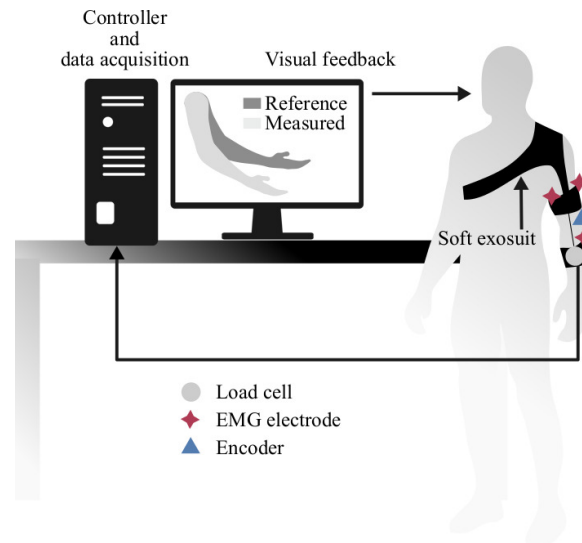 Controller
and
data acquisition
Visual feedback
Reference
Measured
Soft exosuit
Load cell
EMG electrode
Encoder